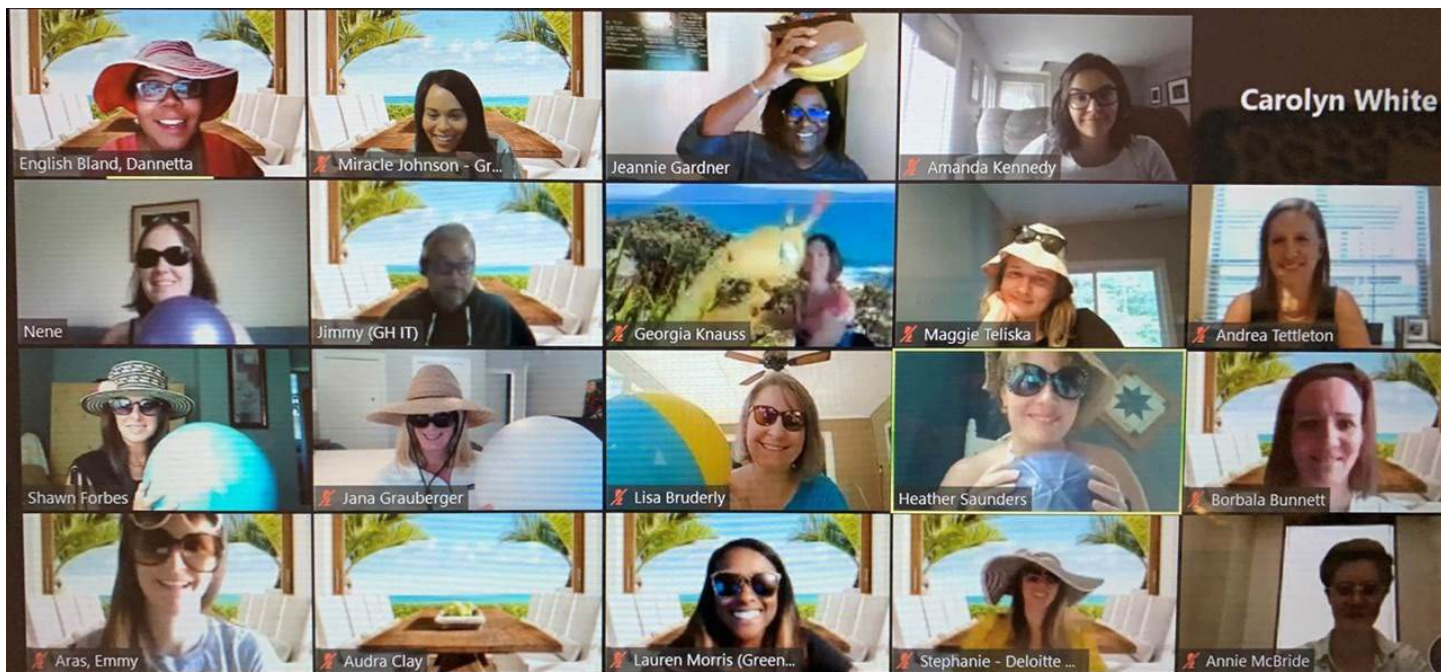 English Bland, Dannetta
Miracle Johnson - Gr...
Jeannie Gardner
Amanda Kennedy
Carolyn White
Nene
Jimmy (GH IT)
Georgia Knauss
Maggie Teliska
Andrea Tettleton
Shawn Forbes
Jana Grauberger
Lisa Bruderly
Heather Saunders
Borbala Bunnett
Aras, Emmy
Audra Clay
Lauren Morris (Green...
Stephanie - Deloitte ...
Annie McBride